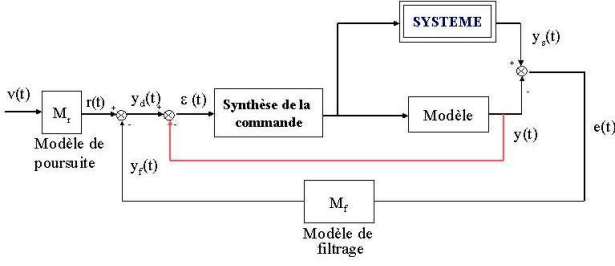 SYSTEME
y_s(t)
v(t)
M_r
r(t)
y_d(t)
ε (t)
Synthèse de la
commande
Modèle
y(t)
e(t)
Modèle de
poursuite
y_f(t)
M_f
Modèle de
filtrage